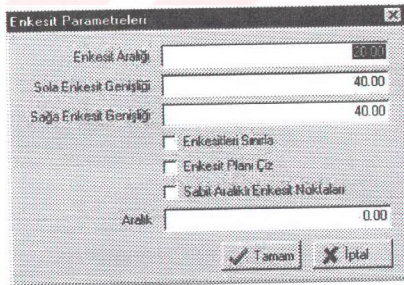 Enkesit Parametreleri
Enkesit Aralığı 20.00
Sola Enkesit Genişliği 40.00
Sağa Enkesit Genişliği 40.00
Enkesitleri Sınırla
Enkesit Planı Çiz
Sabit Aralıklı Enkesit Noktaları
Aralık 0.00
Tamam İptal